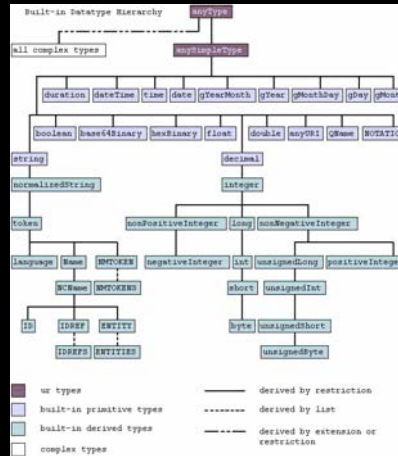 Built-in Datatype Hierarchy
anyType
all complex types
anySimpleType
duration dateTime time date gYearMonth gYear gMonthDay gDay gMont
boolean base64Binary hexBinary float double anyURI QName NOTATIO
string decimal
normalizedString integer
token nonPositiveInteger long nonNegativeInteger
language Name NMTOKEN negativeInteger int unsignedLong positiveIntege
NCName NMTOKENS short unsignedInt
ID IDREF ENTITY byte unsignedShort
IDREFS ENTITIES unsignedByte
ur types derived by restriction
built-in primitive types derived by list
built-in derived types derived by extension or
restriction
complex types